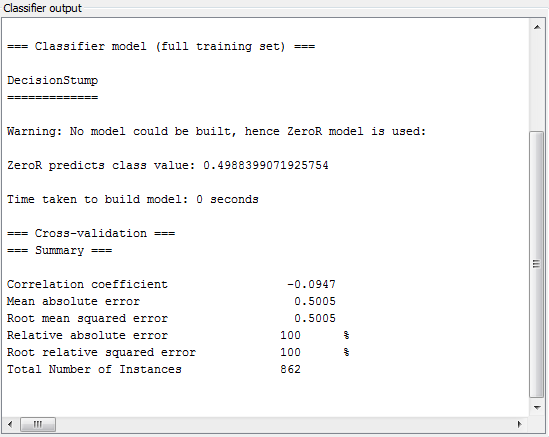 Classifier output
=== Classifier model (full training set) ===
DecisionStump
=============
Warning: No model could be built, hence ZeroR model is used:
ZeroR predicts class value: 0.4988399071925754
Time taken to build model: 0 seconds
=== Cross-validation ===
=== Summary ===
Correlation coefficient -0.0947
Mean absolute error 0.5005
Root mean squared error 0.5005
Relative absolute error 100 %
Root relative squared error 100 %
Total Number of Instances 862